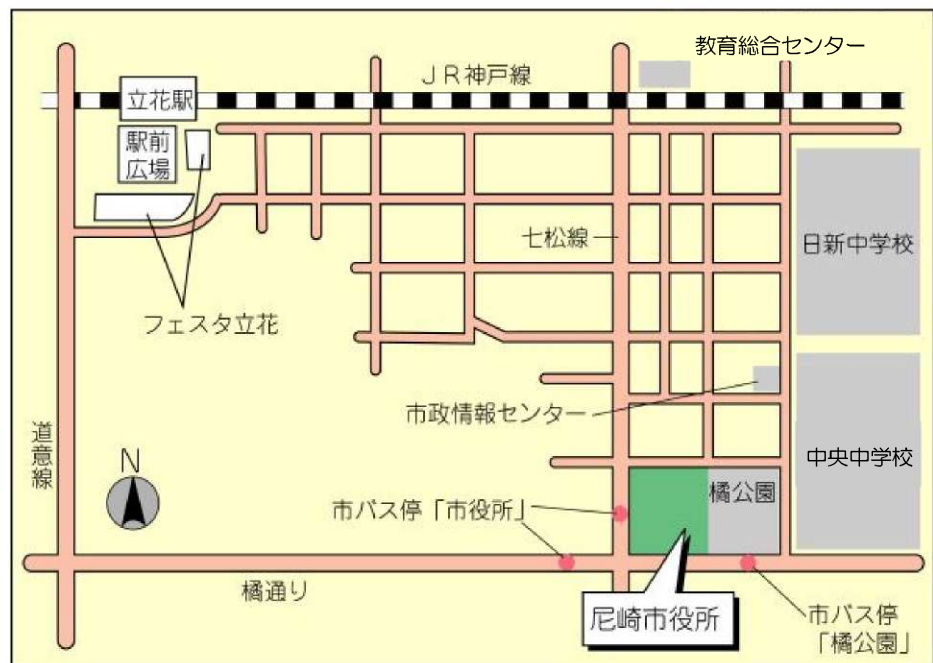 教育総合センター
JR神戸線
立花駅
駅前
広場
七松線
日新中学校
フェスタ立花
市政情報センター
道意線
N
中央中学校
橘公園
市バス停「市役所」
橘通り
尼崎市役所
市バス停
「橘公園」